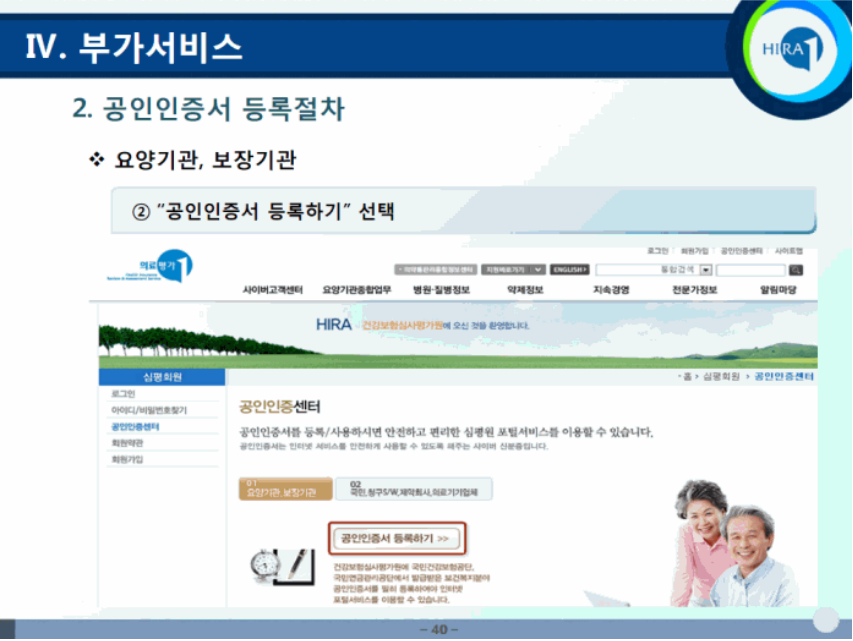 Ⅳ. 부가서비스
HIRA
2. 공인인증서 등록절차
❖ 요양기관, 보장기관
② "공인인증서 등록하기" 선택
로그인 회원가입 공인인증센터 사이트맵
의료평가
의약품관리종합정보센터 지원바로가기 ENGLISH 통합검색
사이버고객센터 요양기관종합업무 병원·질병정보 약제정보 지속경영 전문가정보 알림마당
HIRA 건강보험심사평가원에 오신 것을 환영합니다.
심평회원
· 홈 > 심평회원 > 공인인증센터
로그인
아이디/비밀번호찾기
공인인증센터
회원약관
회원가입
공인인증센터
공인인증서를 등록/사용하시면 안전하고 편리한 심평원 포털서비스를 이용할 수 있습니다.
공인인증서는 인터넷 서비스를 안전하게 사용할 수 있도록 해주는 사이버 신분증입니다.
01
요양기관,보장기관
02
국민,청구S/W,제약회사,의료기기업체
공인인증서 등록하기 >>
건강보험심사평가원에 국민건강보험공단,
국민연금관리공단에서 발급받은 보건복지분야
공인인증서를 미리 등록하여야 인터넷
포털서비스를 이용할 수 있습니다.
– 40 –